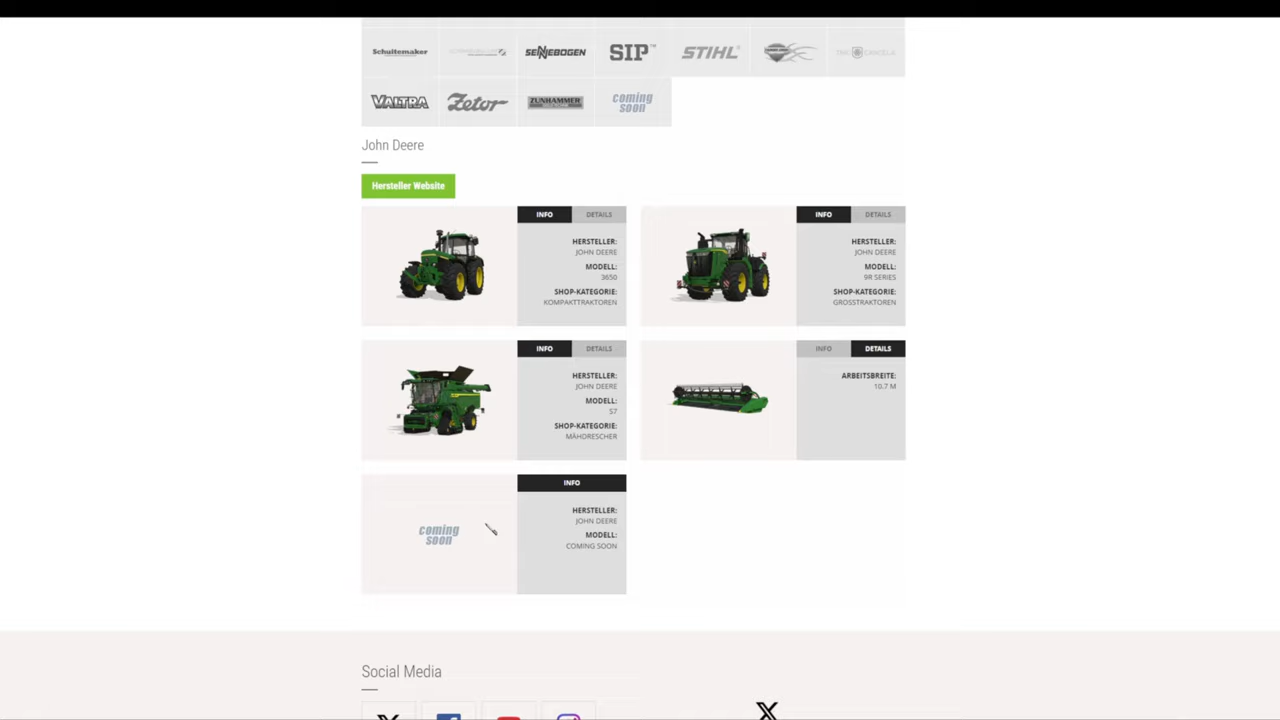 Schuitemaker
SENNEBOGEN
SIP
STIHL
VALTRA
Zetor
ZUNHAMMER
coming
soon
John Deere
Hersteller Website
INFO DETAILS
HERSTELLER:
JOHN DEERE
MODELL:
3650
SHOP-KATEGORIE:
KOMPAKTTRAKTOREN
INFO DETAILS
HERSTELLER:
JOHN DEERE
MODELL:
9R SERIES
SHOP-KATEGORIE:
GROSSTRAKTOREN
INFO DETAILS
HERSTELLER:
JOHN DEERE
MODELL:
S7
SHOP-KATEGORIE:
MÄHDRESCHER
INFO DETAILS
ARBEITSBREITE:
10.7 M
coming
soon
INFO
HERSTELLER:
JOHN DEERE
MODELL:
COMING SOON
Social Media